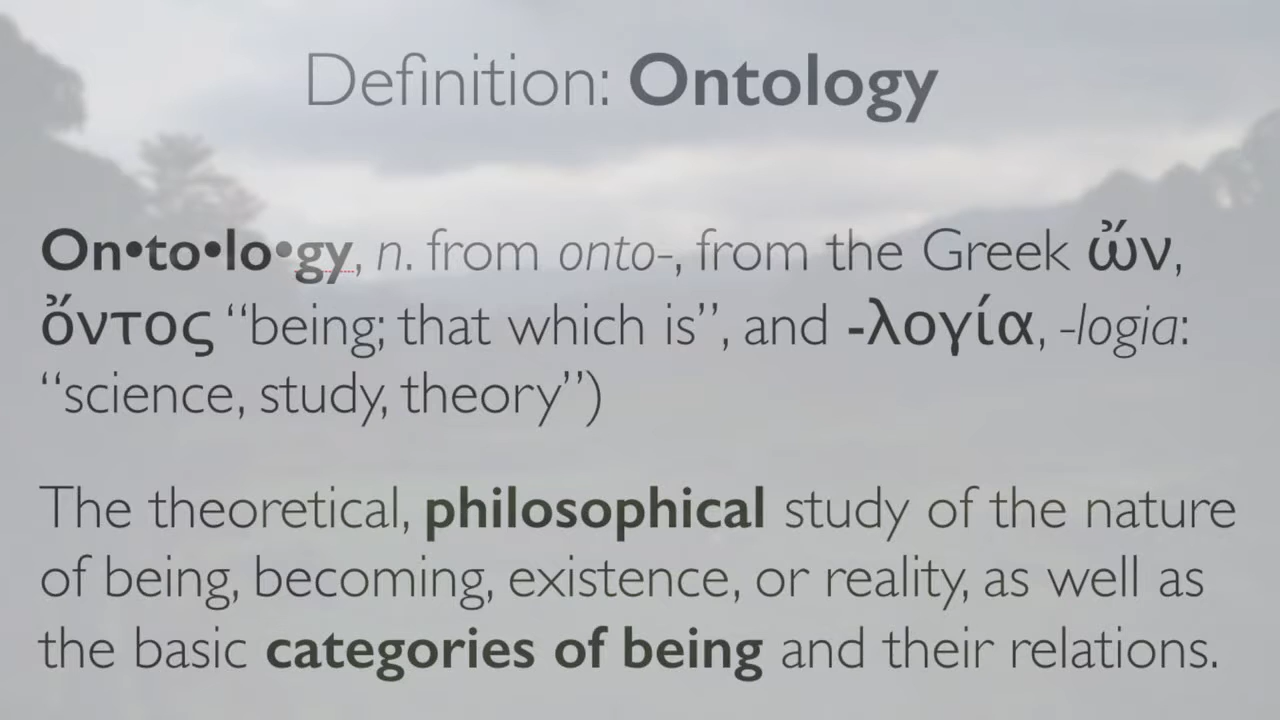 Definition: Ontology
On•to•lo•gy, n. from onto-, from the Greek ὤν,
ὄντος “being; that which is”, and -λογία, -logia:
“science, study, theory”)
The theoretical, philosophical study of the nature
of being, becoming, existence, or reality, as well as
the basic categories of being and their relations.